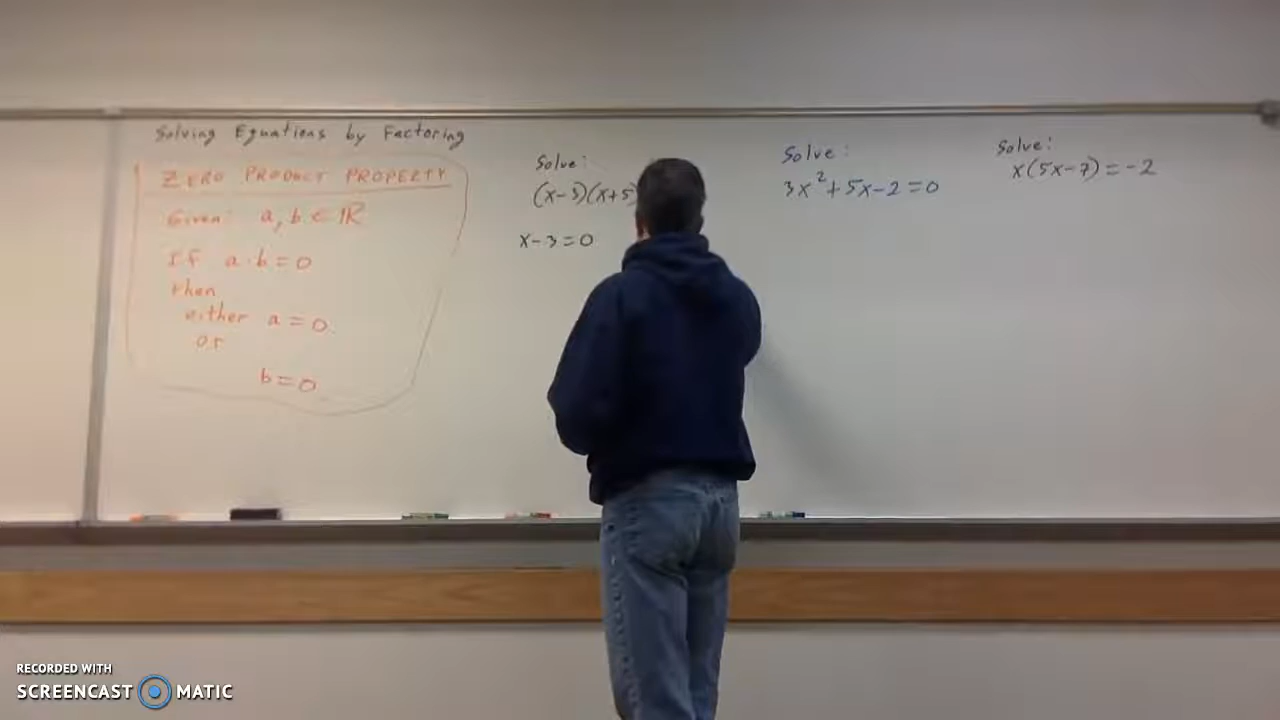 Solving Equations by Factoring
ZERO PRODUCT PROPERTY
Given: a, b ∈ ℝ
If a·b = 0
then
either a = 0.
or
b = 0
Solve:
(x-3)(x+5)
x-3=0
Solve:
3x²+5x-2=0
Solve:
x(5x-7)=-2
RECORDED WITH
SCREENCAST MATIC